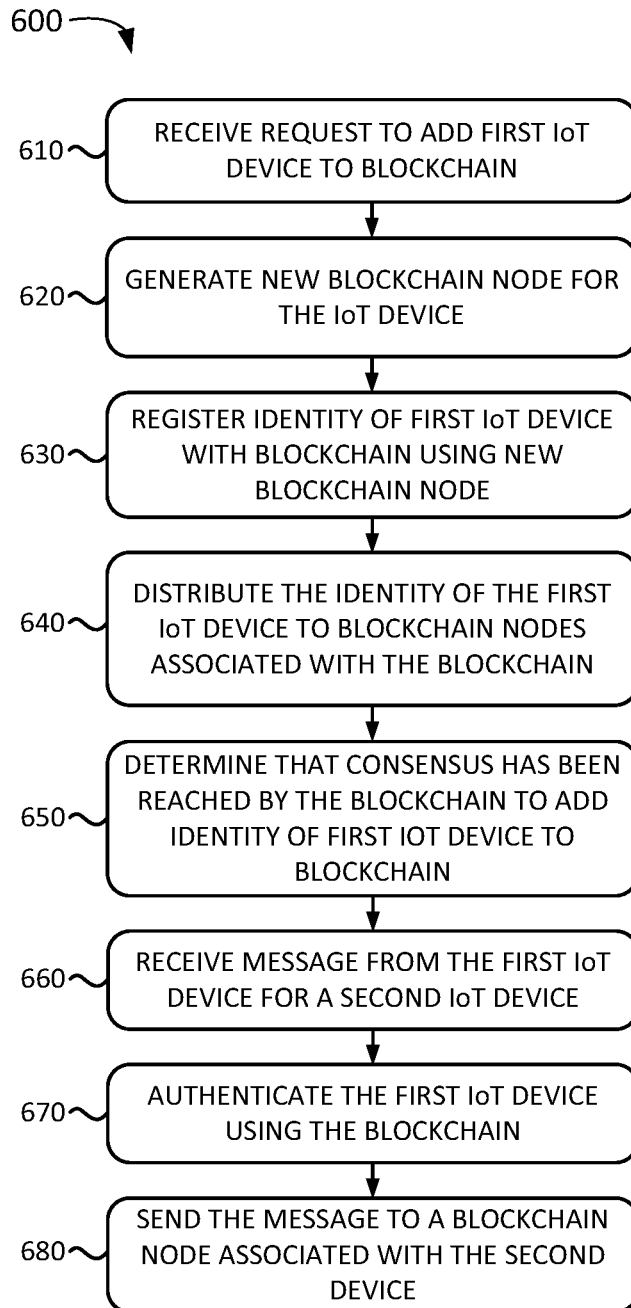 600
610
RECEIVE REQUEST TO ADD FIRST IoT
DEVICE TO BLOCKCHAIN
620
GENERATE NEW BLOCKCHAIN NODE FOR
THE IoT DEVICE
630
REGISTER IDENTITY OF FIRST IoT DEVICE
WITH BLOCKCHAIN USING NEW
BLOCKCHAIN NODE
640
DISTRIBUTE THE IDENTITY OF THE FIRST
IoT DEVICE TO BLOCKCHAIN NODES
ASSOCIATED WITH THE BLOCKCHAIN
650
DETERMINE THAT CONSENSUS HAS BEEN
REACHED BY THE BLOCKCHAIN TO ADD
IDENTITY OF FIRST IOT DEVICE TO
BLOCKCHAIN
660
RECEIVE MESSAGE FROM THE FIRST IoT
DEVICE FOR A SECOND IoT DEVICE
670
AUTHENTICATE THE FIRST IoT DEVICE
USING THE BLOCKCHAIN
680
SEND THE MESSAGE TO A BLOCKCHAIN
NODE ASSOCIATED WITH THE SECOND
DEVICE